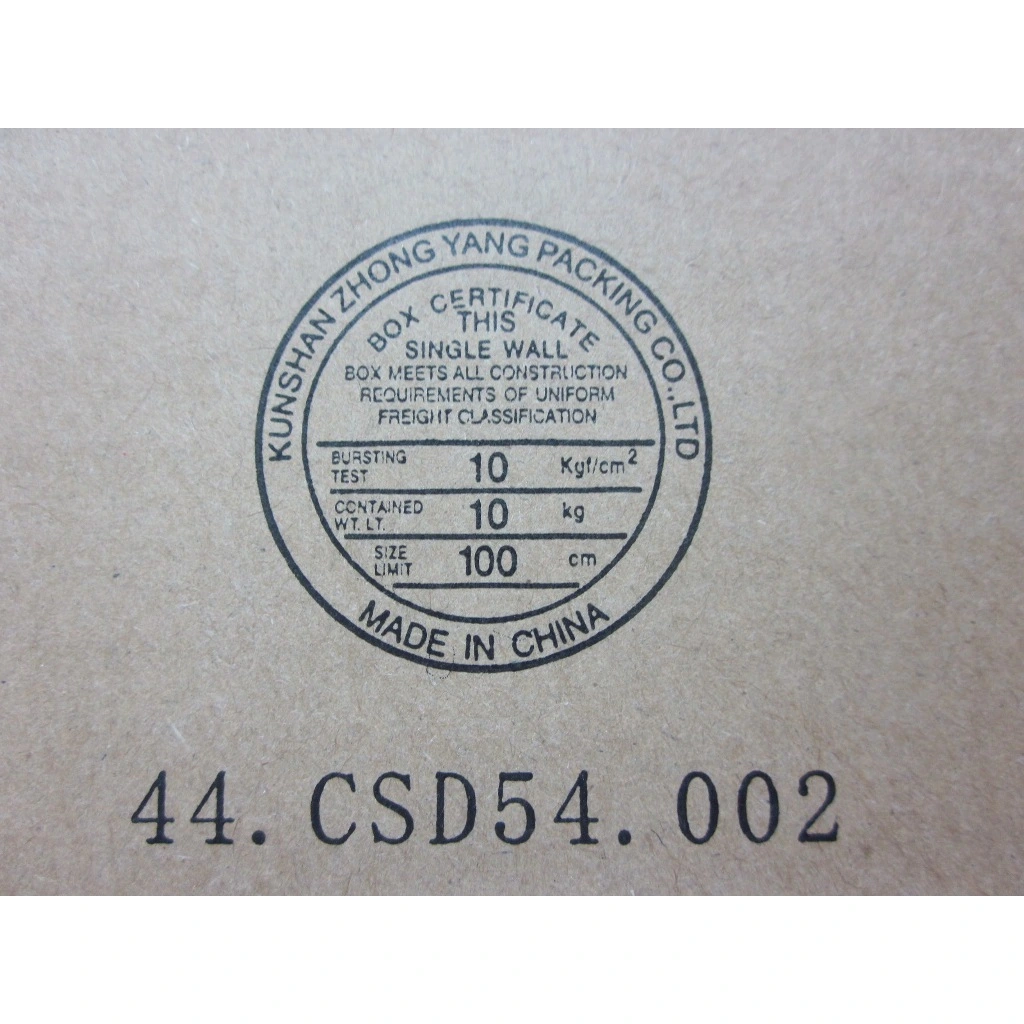 KUNSHAN ZHONG YANG PACKING CO.,LTD
BOX CERTIFICATE
THIS
SINGLE WALL
BOX MEETS ALL CONSTRUCTION
REQUIREMENTS OF UNIFORM
FREIGHT CLASSIFICATION
BURSTING TEST 10 Kgf/cm²
CONTAINED WT. LT. 10 kg
SIZE LIMIT 100 cm
MADE IN CHINA
44.CSD54.002